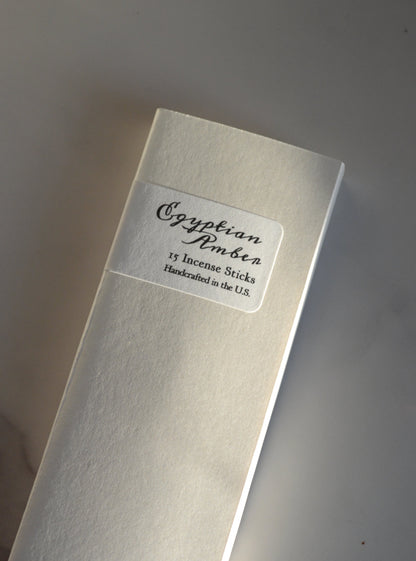 Egyptian
Amber
15 Incense Sticks
Handcrafted in the U.S.